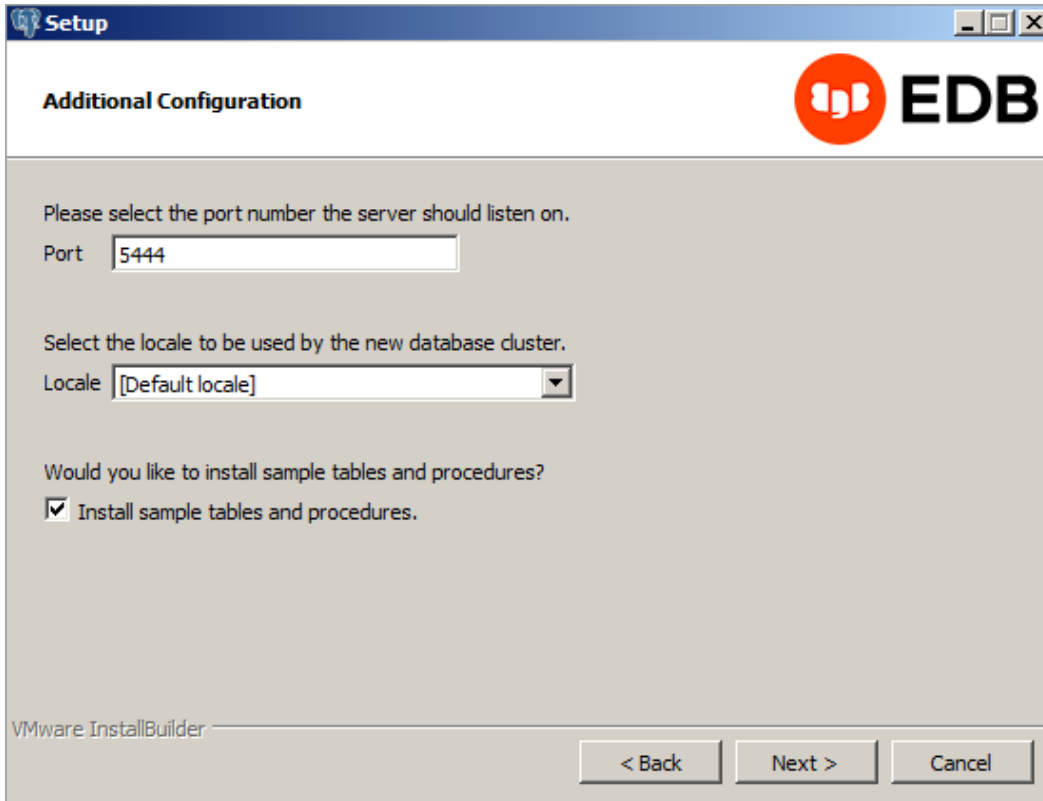 Setup
Additional Configuration
EDB
Please select the port number the server should listen on.
Port 5444
Select the locale to be used by the new database cluster.
Locale [Default locale]
Would you like to install sample tables and procedures?
Install sample tables and procedures.
VMware InstallBuilder
< Back Next > Cancel